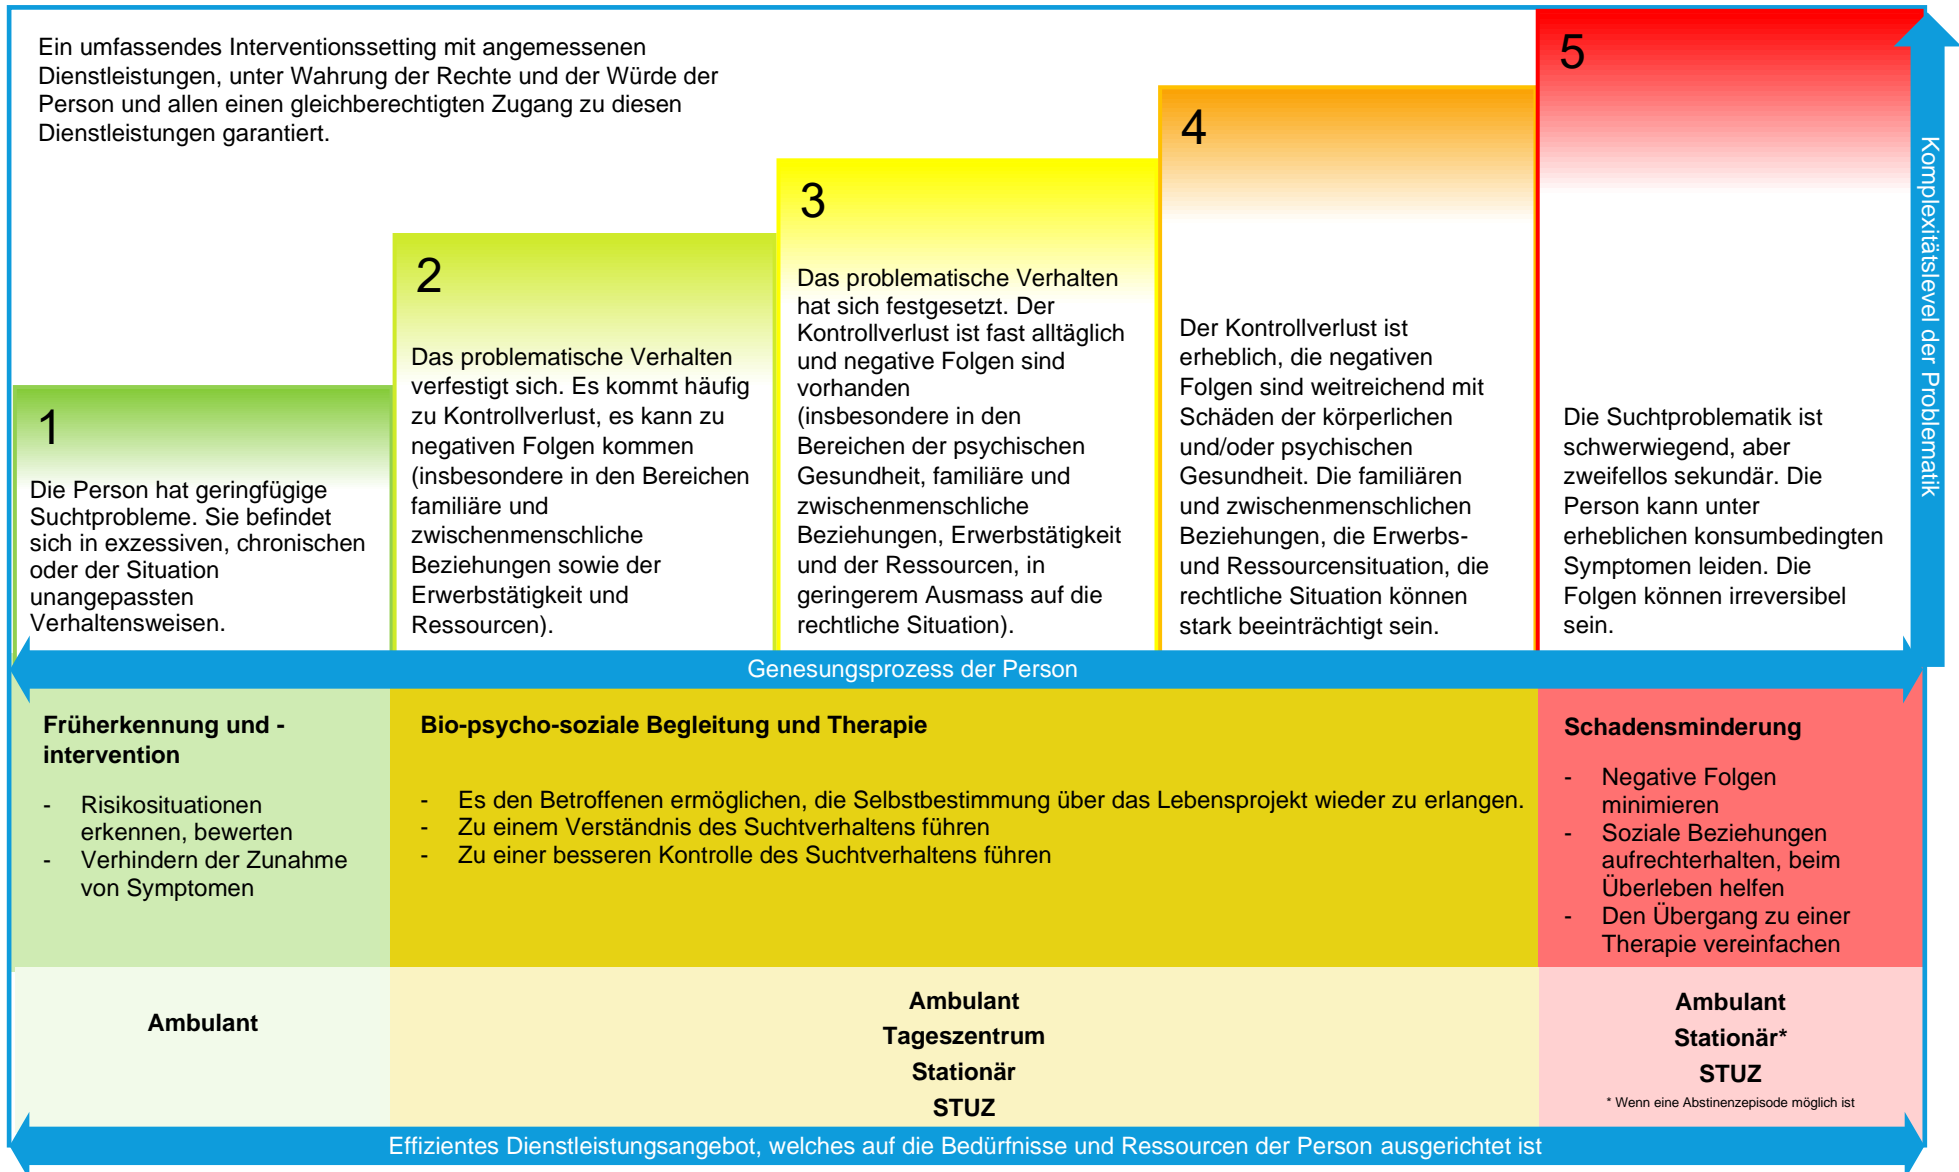 Ein umfassendes Interventionssetting mit angemessenen
Dienstleistungen, unter Wahrung der Rechte und der Würde der
Person und allen einen gleichberechtigten Zugang zu diesen
Dienstleistungen garantiert.
1
Die Person hat geringfügige
Suchtprobleme. Sie befindet
sich in exzessiven, chronischen
oder der Situation
unangepassten
Verhaltensweisen.
2
Das problematische Verhalten
verfestigt sich. Es kommt häufig
zu Kontrollverlust, es kann zu
negativen Folgen kommen
(insbesondere in den Bereichen
familiäre und
zwischenmenschliche
Beziehungen sowie der
Erwerbstätigkeit und
Ressourcen).
3
Das problematische Verhalten
hat sich festgesetzt. Der
Kontrollverlust ist fast alltäglich
und negative Folgen sind
vorhanden
(insbesondere in den
Bereichen der psychischen
Gesundheit, familiäre und
zwischenmenschliche
Beziehungen, Erwerbstätigkeit
und der Ressourcen, in
geringerem Ausmass auf die
rechtliche Situation).
4
Der Kontrollverlust ist
erheblich, die negativen
Folgen sind weitreichend mit
Schäden der körperlichen
und/oder psychischen
Gesundheit. Die familiären
und zwischenmenschlichen
Beziehungen, die Erwerbs-
und Ressourcensituation, die
rechtliche Situation können
stark beeinträchtigt sein.
5
Die Suchtproblematik ist
schwerwiegend, aber
zweifellos sekundär. Die
Person kann unter
erheblichen konsumbedingten
Symptomen leiden. Die
Folgen können irreversibel
sein.
Komplexitätslevel der Problematik
Genesungsprozess der Person
Früherkennung und -
intervention
- Risikosituationen
erkennen, bewerten
- Verhindern der Zunahme
von Symptomen
Bio-psycho-soziale Begleitung und Therapie
- Es den Betroffenen ermöglichen, die Selbstbestimmung über das Lebensprojekt wieder zu erlangen.
- Zu einem Verständnis des Suchtverhaltens führen
- Zu einer besseren Kontrolle des Suchtverhaltens führen
Schadensminderung
- Negative Folgen
minimieren
- Soziale Beziehungen
aufrechterhalten, beim
Überleben helfen
- Den Übergang zu einer
Therapie vereinfachen
Ambulant
Ambulant
Tageszentrum
Stationär
STUZ
Ambulant
Stationär*
STUZ
* Wenn eine Abstinenzepisode möglich ist
Effizientes Dienstleistungsangebot, welches auf die Bedürfnisse und Ressourcen der Person ausgerichtet ist